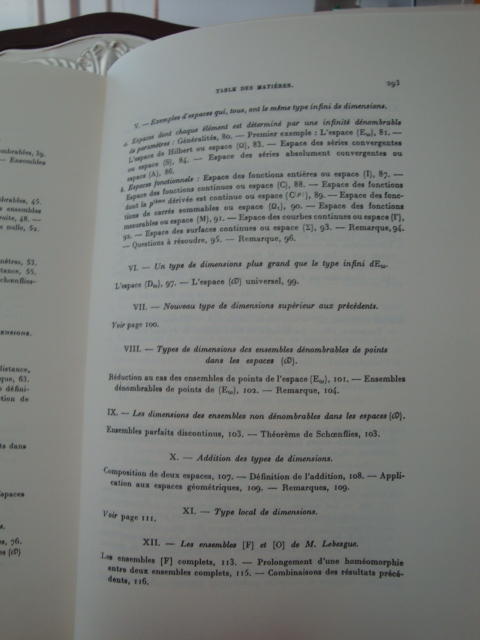 TABLE DES MATIÈRES. 293
V. — Exemples d'espaces qui, tous, ont le même type infini de dimensions.
a. Espaces dont chaque élément est déterminé par une infinité dénombrable
de paramètres : Généralités, 80. — Premier exemple : L'espace (Eω), 81. —
L'espace de Hilbert ou espace (Ω), 83. — Espace des séries convergentes
ou espace (S), 84. — Espace des séries absolument convergentes ou
espace (A), 86.
b. Espaces fonctionnels : Espace des fonctions entières ou espace (I), 87. —
Espace des fonctions continues ou espace (C), 88. — Espace des fonctions
dont la pième dérivée est continue ou espace (C(p)), 89. — Espace des fonc-
tions de carrés sommables ou espace (Ω1), 90. — Espace des fonctions
mesurables ou espace (M), 91. — Espace des courbes continues ou espace (Γ),
92. — Espace des surfaces continues ou espace (Σ), 93. — Remarque, 94.
— Questions à résoudre, 95. — Remarque, 96.
VI. — Un type de dimensions plus grand que le type infini d'Eω.
L'espace (Dω), 97. — L'espace (𝒟) universel, 99.
VII. — Nouveau type de dimensions supérieur aux précédents.
Voir page 100.
VIII. — Types de dimensions des ensembles dénombrables de points
dans les espaces (𝒟).
Réduction au cas des ensembles de points de l'espace (Eω), 101. — Ensembles
dénombrables de points de (Eω), 102. — Remarque, 104.
IX. — Les dimensions des ensembles non dénombrables dans les espaces (𝒟).
Ensembles parfaits discontinus, 103. — Théorème de Schœnflies, 103.
X. — Addition des types de dimensions.
Composition de deux espaces, 107. — Définition de l'addition, 108. — Appli-
cation aux espaces géométriques, 109. — Remarques, 109.
XI. — Type local de dimensions.
Voir page 111.
XII. — Les ensembles [F] et [O] de M. Lebesgue.
Les ensembles [F] complets, 113. — Prolongement d'une homéomorphie
entre deux ensembles complets, 115. — Combinaisons des résultats précé-
dents, 116.